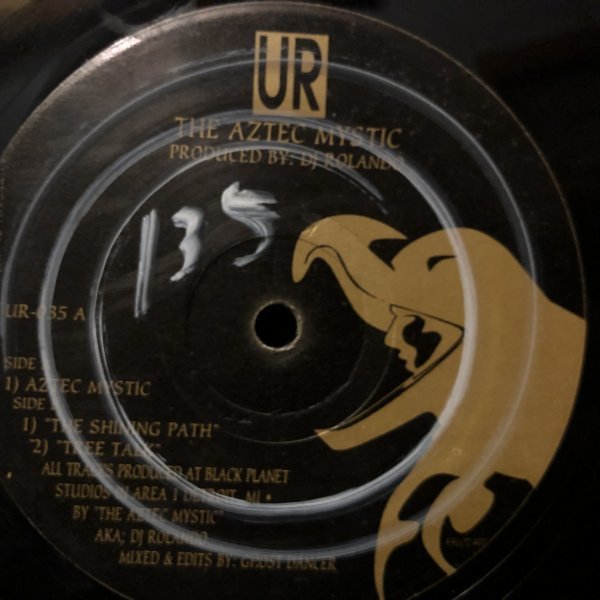 UR
THE AZTEC MYSTIC
PRODUCED BY: DJ ROLANDO
135
UR-035 A
SIDE
1) AZTEC MYSTIC
SIDE
1) "THE SHINING PATH"
2) "TREE TALK"
• ALL TRACKS PRODUCED AT BLACK PLANET
STUDIOS IN AREA 1 DETROIT, MI •
BY "THE AZTEC MYSTIC"
AKA; DJ ROLANDO
MIXED & EDITS BY: GHOST DANCER